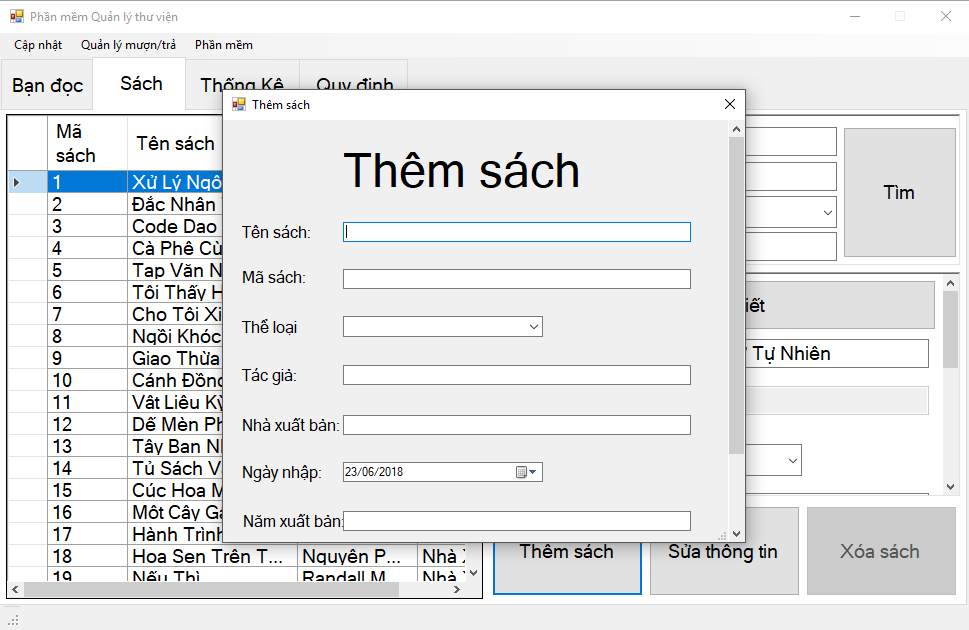 Phần mềm Quản lý thư viện
Cập nhật Quản lý mượn/trả Phần mềm
Bạn đọc Sách Thống Kê Quy định
Thêm sách
Mã sách
Tên sách
Tìm
1 Xử Lý Ngô
2 Đắc Nhân
3 Code Dao
4 Cà Phê Cù
5 Tạp Văn N
6 Tôi Thấy H
7 Cho Tôi Xi
8 Ngồi Khóc
9 Giao Thừa
10 Cánh Đồng
11 Vật Liệu Kỳ
12 Dế Mèn Ph
13 Tây Ban N
14 Tủ Sách V
15 Cúc Hoa M
16 Một Cây Gá
17 Hành Trình
18 Hoa Sen Trên T... Nguyên P... Nhà
19 Nếu Thì Randall M Nhà
Thêm sách
Tên sách:
Mã sách:
Thể loại
Tác giả:
Nhà xuất bản:
Ngày nhập: 23/06/2018
Năm xuất bản:
iết
Tự Nhiên
Thêm sách Sửa thông tin Xóa sách